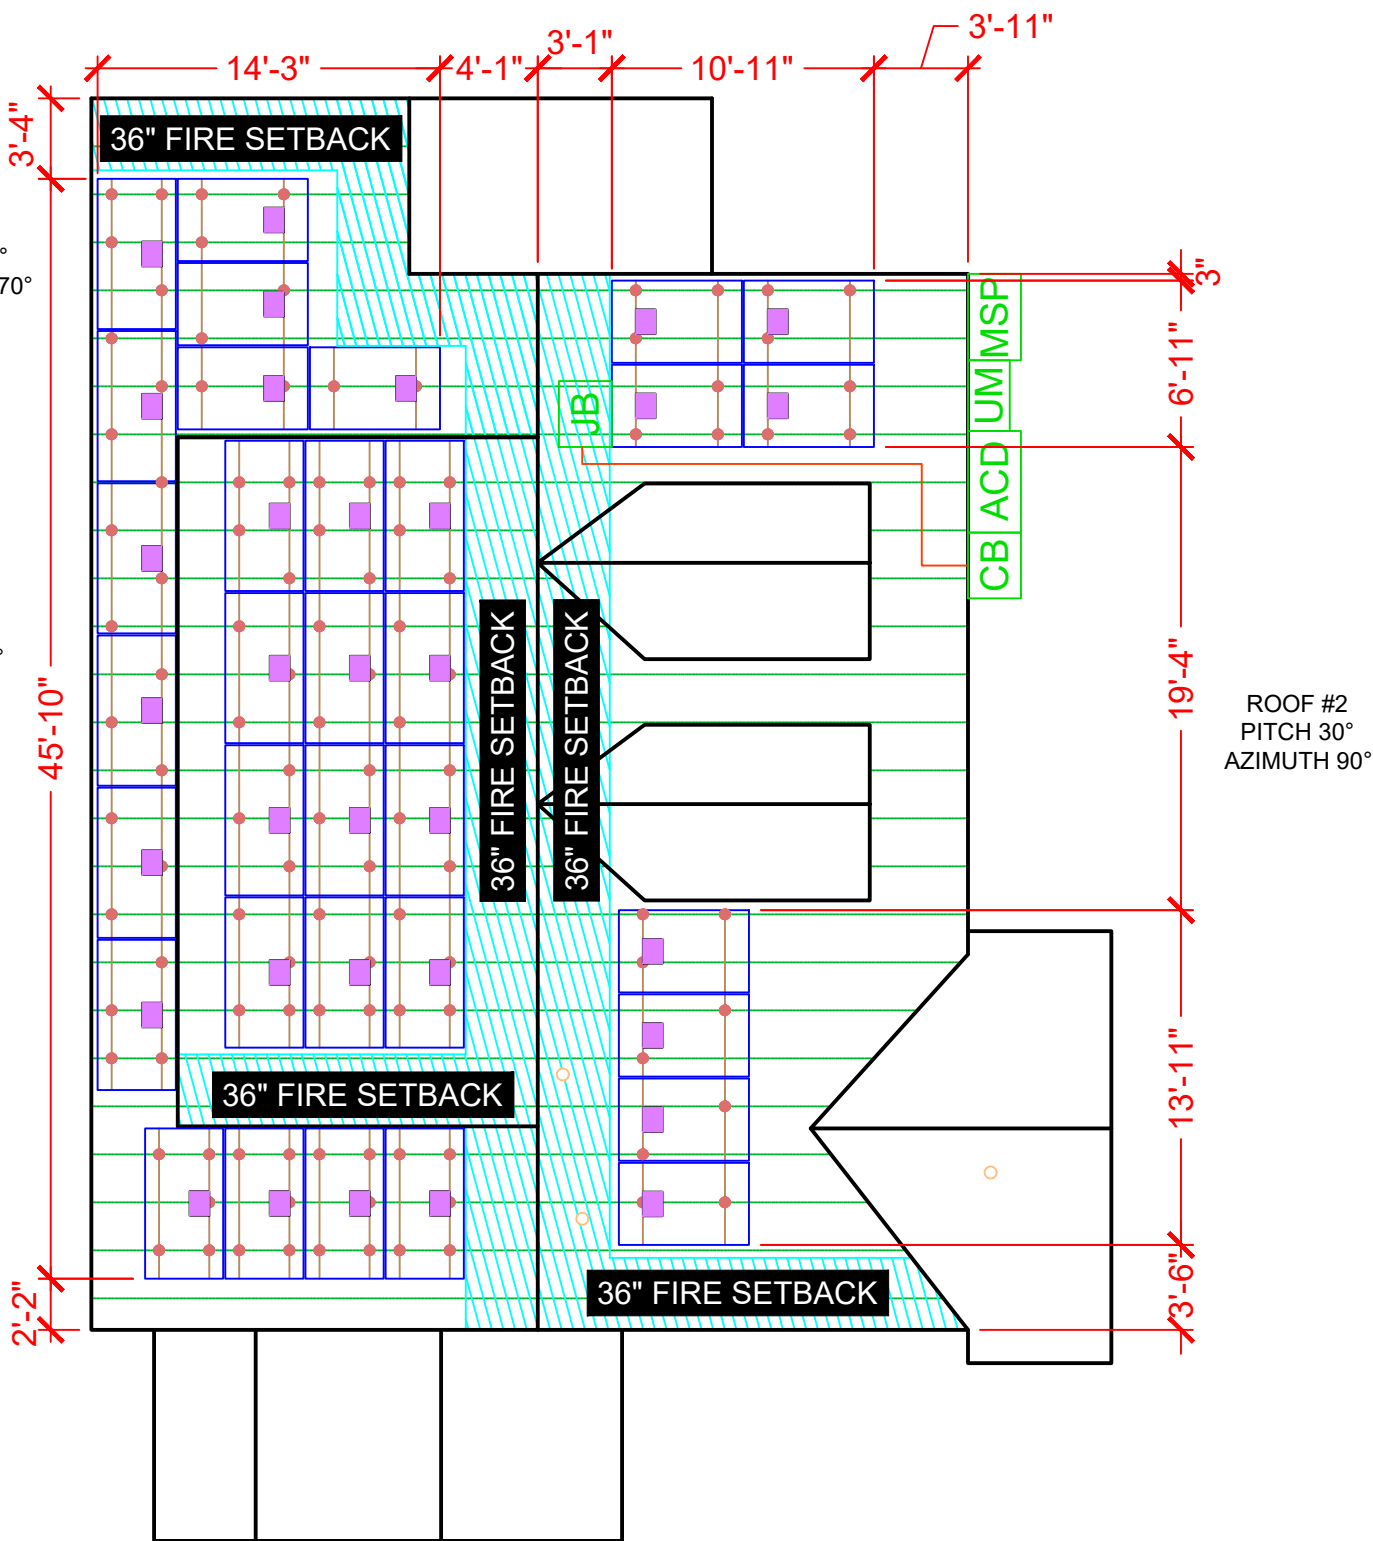 3'-11"
3'-1"
14'-3"
4'-1"
10'-11"
3'-4"
36" FIRE SETBACK
°
70°
3"
MSP
6'-11"
UM
JB
ACD
CB
36" FIRE SETBACK
36" FIRE SETBACK
°
45'-10"
19'-4"
ROOF #2
PITCH 30°
AZIMUTH 90°
36" FIRE SETBACK
13'-11"
36" FIRE SETBACK
2'-2"
3'-6"